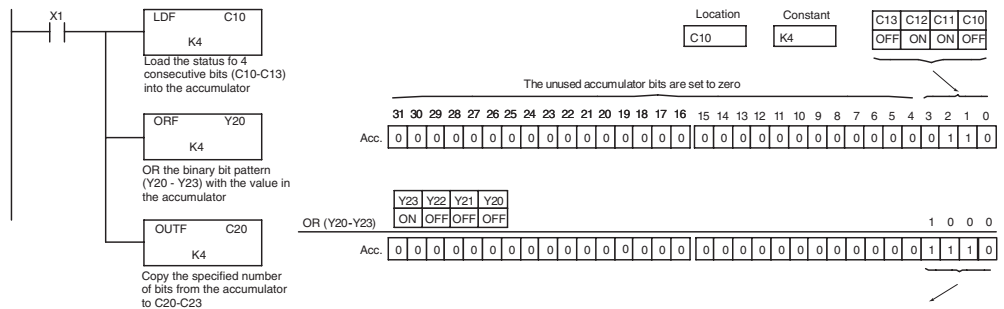 X1
LDF C10
K4
Load the status fo 4
consecutive bits (C10-C13)
into the accumulator
ORF Y20
K4
OR the binary bit pattern
(Y20 - Y23) with the value in
the accumulator
OUTF C20
K4
Copy the specified number
of bits from the accumulator
to C20-C23
Location Constant
C10 K4
C13 C12 C11 C10
OFF ON ON OFF
The unused accumulator bits are set to zero
31 30 29 28 27 26 25 24 23 22 21 20 19 18 17 16 15 14 13 12 11 10 9 8 7 6 5 4 3 2 1 0
Acc. 0 0 0 0 0 0 0 0 0 0 0 0 0 0 0 0 0 0 0 0 0 0 0 0 0 0 0 0 0 1 1 0
Y23 Y22 Y21 Y20
ON OFF OFF OFF
OR (Y20-Y23) 1 0 0 0
Acc. 0 0 0 0 0 0 0 0 0 0 0 0 0 0 0 0 0 0 0 0 0 0 0 0 0 0 0 0 1 1 1 0